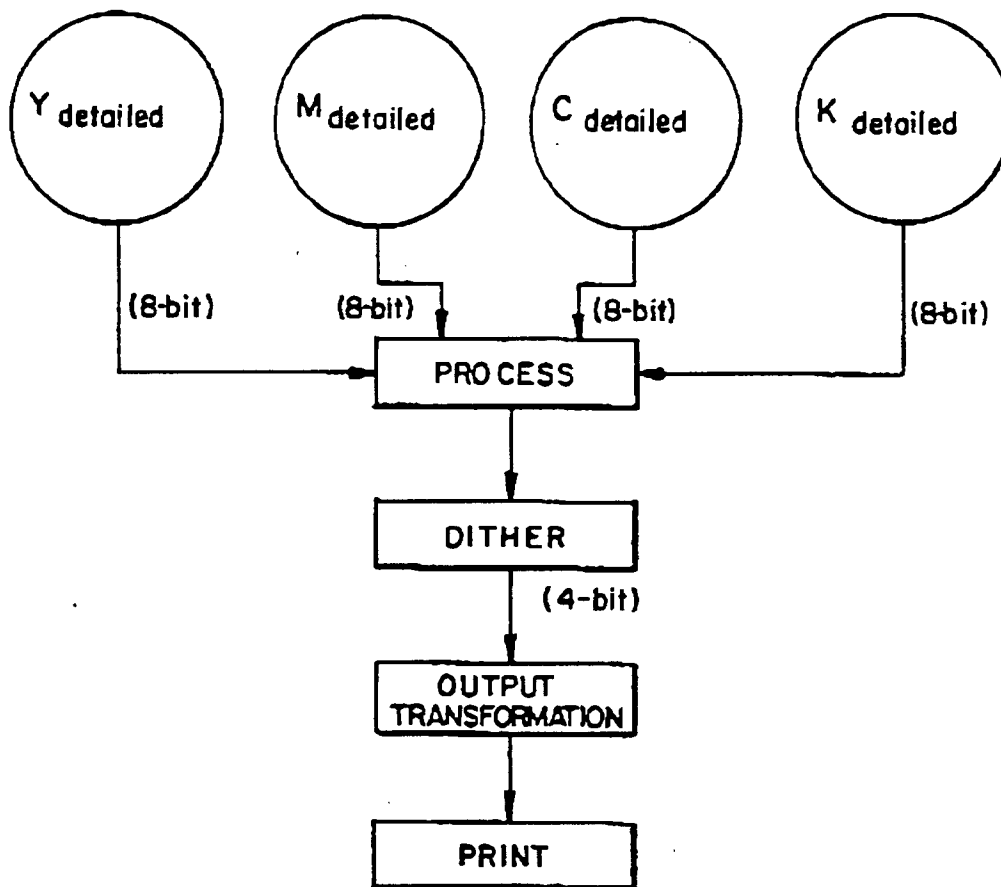 Y detailed
M detailed
C detailed
K detailed
(8-bit)
(8-bit)
(8-bit)
(8-bit)
PROCESS
DITHER
(4-bit)
OUTPUT
TRANSFORMATION
PRINT